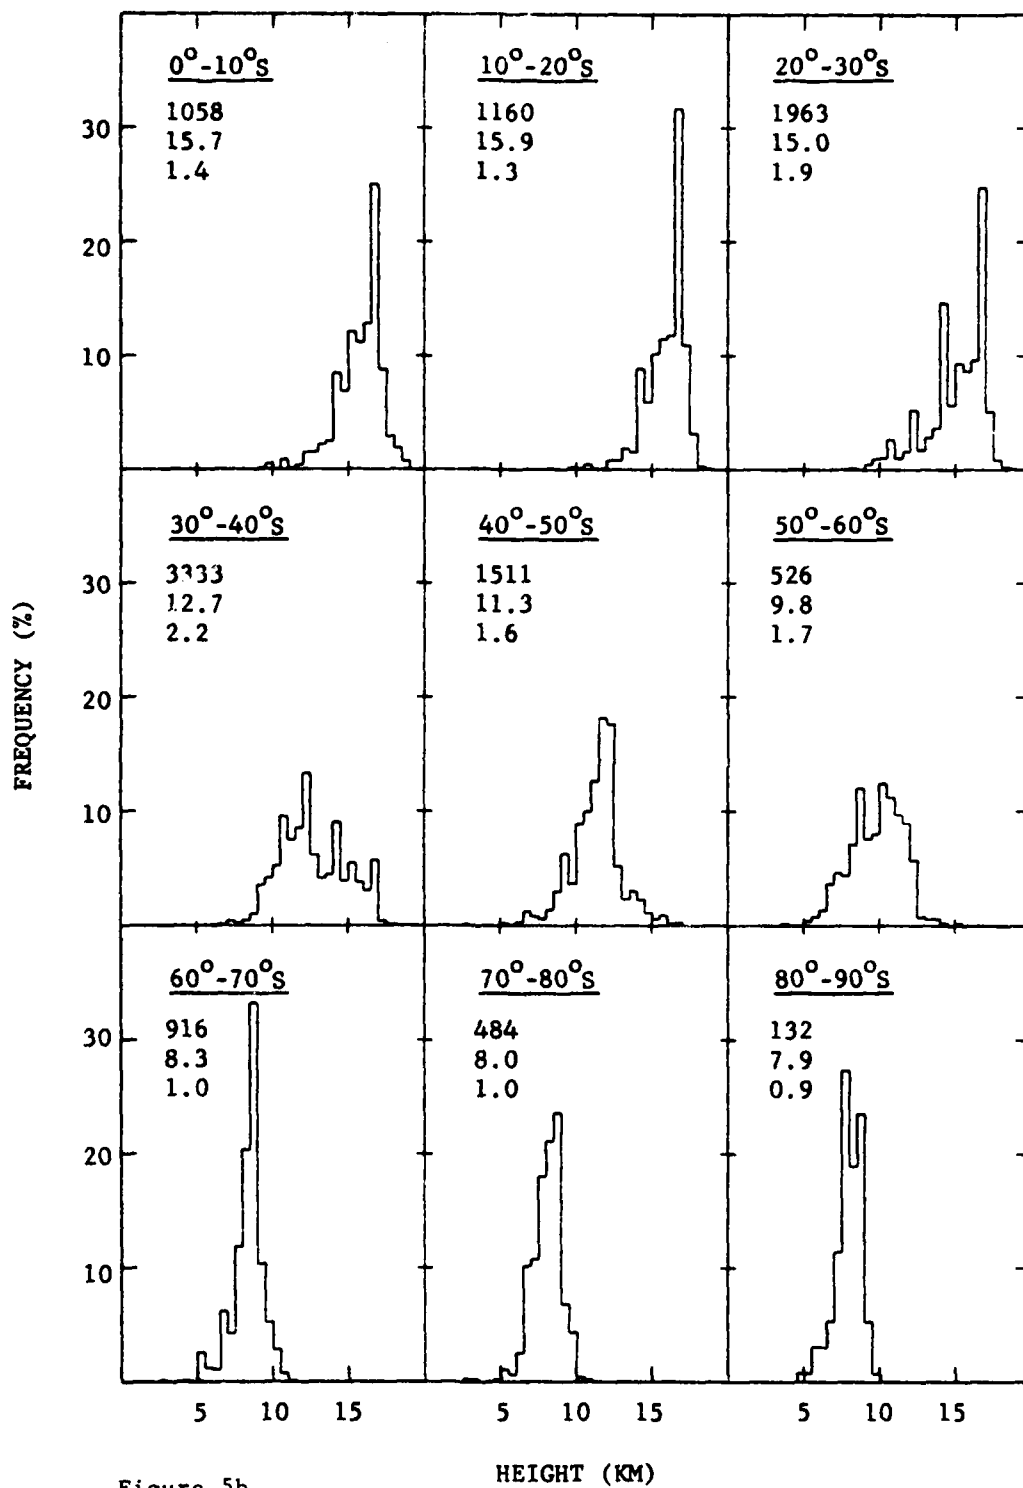 0°-10°S
1058
15.7
1.4
10°-20°S
1160
15.9
1.3
20°-30°S
1963
15.0
1.9
30
20
10
30°-40°S
3333
12.7
2.2
40°-50°S
1511
11.3
1.6
50°-60°S
526
9.8
1.7
30
20
10
FREQUENCY (%)
60°-70°S
916
8.3
1.0
70°-80°S
484
8.0
1.0
80°-90°S
132
7.9
0.9
30
20
10
5 10 15 5 10 15 5 10 15
HEIGHT (KM)
Figure 5b